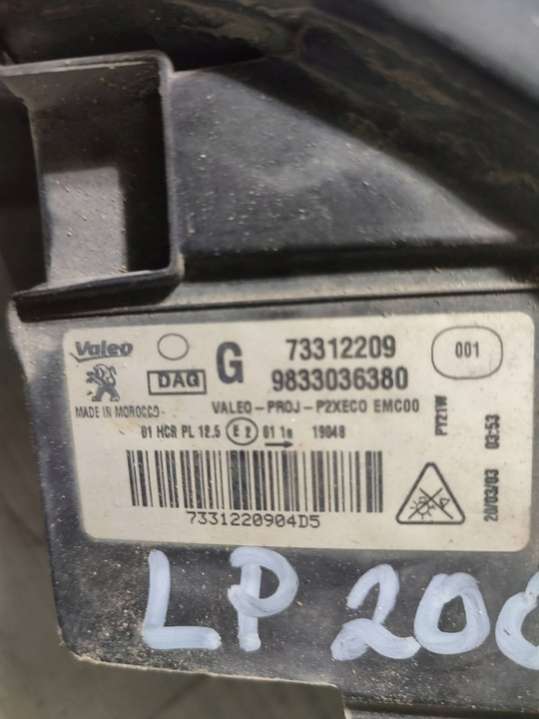 Valeo
G
73312209
001
DAG
9833036380
MADE IN MOROCCO
VALEO-PROJ-P2XECO EMC00
01 HCR PL 12.5 E2 01 1a 19048
PY21W
20/03/03 03:53
7331220904D5
LP 200